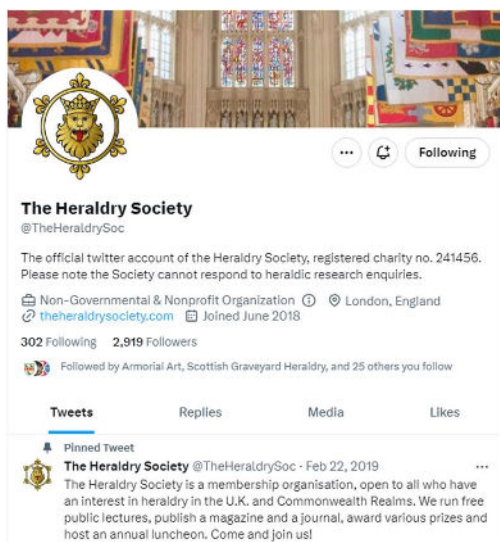 Following
The Heraldry Society
@TheHeraldrySoc
The official twitter account of the Heraldry Society, registered charity no. 241456.
Please note the Society cannot respond to heraldic research enquiries.
Non-Governmental & Nonprofit Organization London, England
theheraldrysociety.com Joined June 2018
302 Following 2,919 Followers
Followed by Armorial Art, Scottish Graveyard Heraldry, and 25 others you follow
Tweets Replies Media Likes
Pinned Tweet
The Heraldry Society @TheHeraldrySoc · Feb 22, 2019
The Heraldry Society is a membership organisation, open to all who have
an interest in heraldry in the U.K. and Commonwealth Realms. We run free
public lectures, publish a magazine and a journal, award various prizes and
host an annual luncheon. Come and join us!